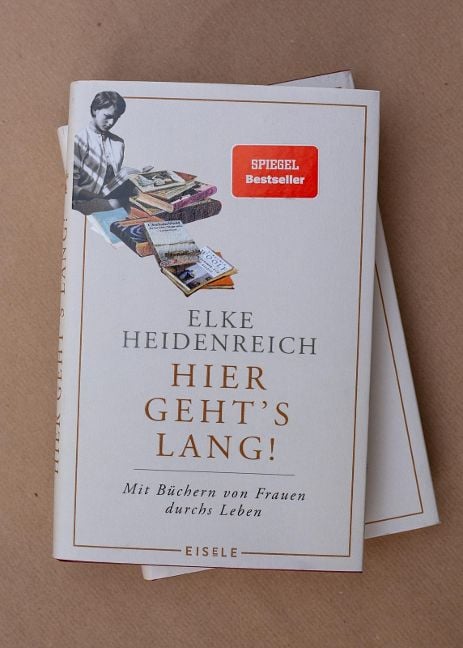 SPIEGEL
Bestseller
ELKE
HEIDENREICH
HIER
GEHT'S
LANG!
Mit Büchern von Frauen
durchs Leben
EISELE
HIER GEHT'S LANG!